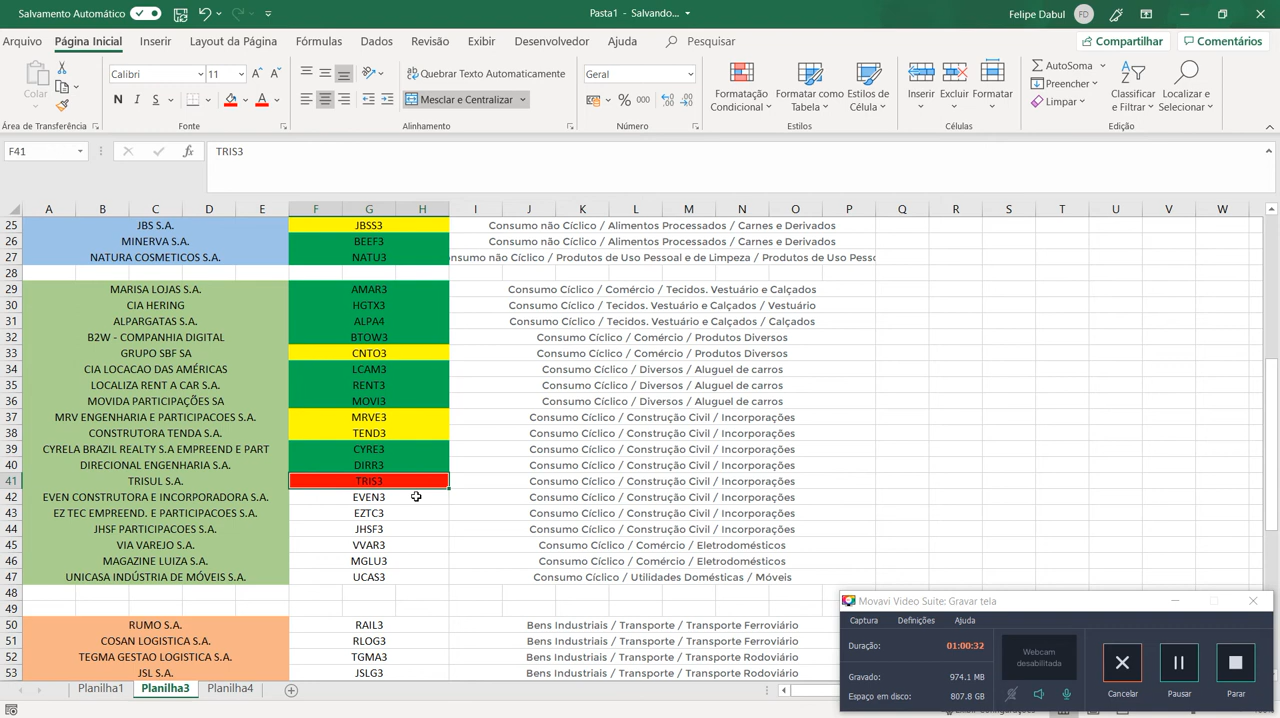 Salvamento Automático
Pasta1 - Salvando...
Felipe Dabul FD
Arquivo Página Inicial Inserir Layout da Página Fórmulas Dados Revisão Exibir Desenvolvedor Ajuda Pesquisar Compartilhar Comentários
Colar
Calibri 11
N I S
Quebrar Texto Automaticamente
Mesclar e Centralizar
Geral
% 000
Formatação Condicional
Formatar como Tabela
Estilos de Célula
Inserir Excluir Formatar
AutoSoma
Preencher
Limpar
Classificar e Filtrar
Localizar e Selecionar
Área de Transferência Fonte Alinhamento Número Estilos Células Edição
F41 fx TRIS3
A B C D E F G H I J K L M N O P Q R S T U V W
25 JBS S.A. JBSS3 Consumo não Cíclico / Alimentos Processados / Carnes e Derivados
26 MINERVA S.A. BEEF3 Consumo não Cíclico / Alimentos Processados / Carnes e Derivados
27 NATURA COSMETICOS S.A. NATU3 onsumo não Cíclico / Produtos de Uso Pessoal e de Limpeza / Produtos de Uso Pesso
28
29 MARISA LOJAS S.A. AMAR3 Consumo Cíclico / Comércio / Tecidos. Vestuário e Calçados
30 CIA HERING HGTX3 Consumo Cíclico / Tecidos. Vestuário e Calçados / Vestuário
31 ALPARGATAS S.A. ALPA4 Consumo Cíclico / Tecidos. Vestuário e Calçados / Calçados
32 B2W - COMPANHIA DIGITAL BTOW3 Consumo Cíclico / Comércio / Produtos Diversos
33 GRUPO SBF SA CNTO3 Consumo Cíclico / Comércio / Produtos Diversos
34 CIA LOCACAO DAS AMÉRICAS LCAM3 Consumo Cíclico / Diversos / Aluguel de carros
35 LOCALIZA RENT A CAR S.A. RENT3 Consumo Cíclico / Diversos / Aluguel de carros
36 MOVIDA PARTICIPAÇÕES SA MOVI3 Consumo Cíclico / Diversos / Aluguel de carros
37 MRV ENGENHARIA E PARTICIPACOES S.A. MRVE3 Consumo Cíclico / Construção Civil / Incorporações
38 CONSTRUTORA TENDA S.A. TEND3 Consumo Cíclico / Construção Civil / Incorporações
39 CYRELA BRAZIL REALTY S.A EMPREEND E PART CYRE3 Consumo Cíclico / Construção Civil / Incorporações
40 DIRECIONAL ENGENHARIA S.A. DIRR3 Consumo Cíclico / Construção Civil / Incorporações
41 TRISUL S.A. TRIS3 Consumo Cíclico / Construção Civil / Incorporações
42 EVEN CONSTRUTORA E INCORPORADORA S.A. EVEN3 Consumo Cíclico / Construção Civil / Incorporações
43 EZ TEC EMPREEND. E PARTICIPACOES S.A. EZTC3 Consumo Cíclico / Construção Civil / Incorporações
44 JHSF PARTICIPACOES S.A. JHSF3 Consumo Cíclico / Construção Civil / Incorporações
45 VIA VAREJO S.A. VVAR3 Consumo Cíclico / Comércio / Eletrodomésticos
46 MAGAZINE LUIZA S.A. MGLU3 Consumo Cíclico / Comércio / Eletrodomésticos
47 UNICASA INDÚSTRIA DE MÓVEIS S.A. UCAS3 Consumo Cíclico / Utilidades Domésticas / Móveis
48
49
50 RUMO S.A. RAIL3 Bens Industriais / Transporte / Transporte Ferroviário
51 COSAN LOGISTICA S.A. RLOG3 Bens Industriais / Transporte / Transporte Ferroviário
52 TEGMA GESTAO LOGISTICA S.A. TGMA3 Bens Industriais / Transporte / Transporte Rodoviário
53 JSL S.A. JSLG3 Bens Industriais / Transporte / Transporte Rodoviário
Planilha1 Planilha3 Planilha4
Movavi Video Suite: Gravar tela
Captura Definições Ajuda
Duração: 01:00:32
Gravado: 974.1 MB
Espaço em disco: 807.8 GB
Webcam desabilitada
Cancelar Pausar Parar